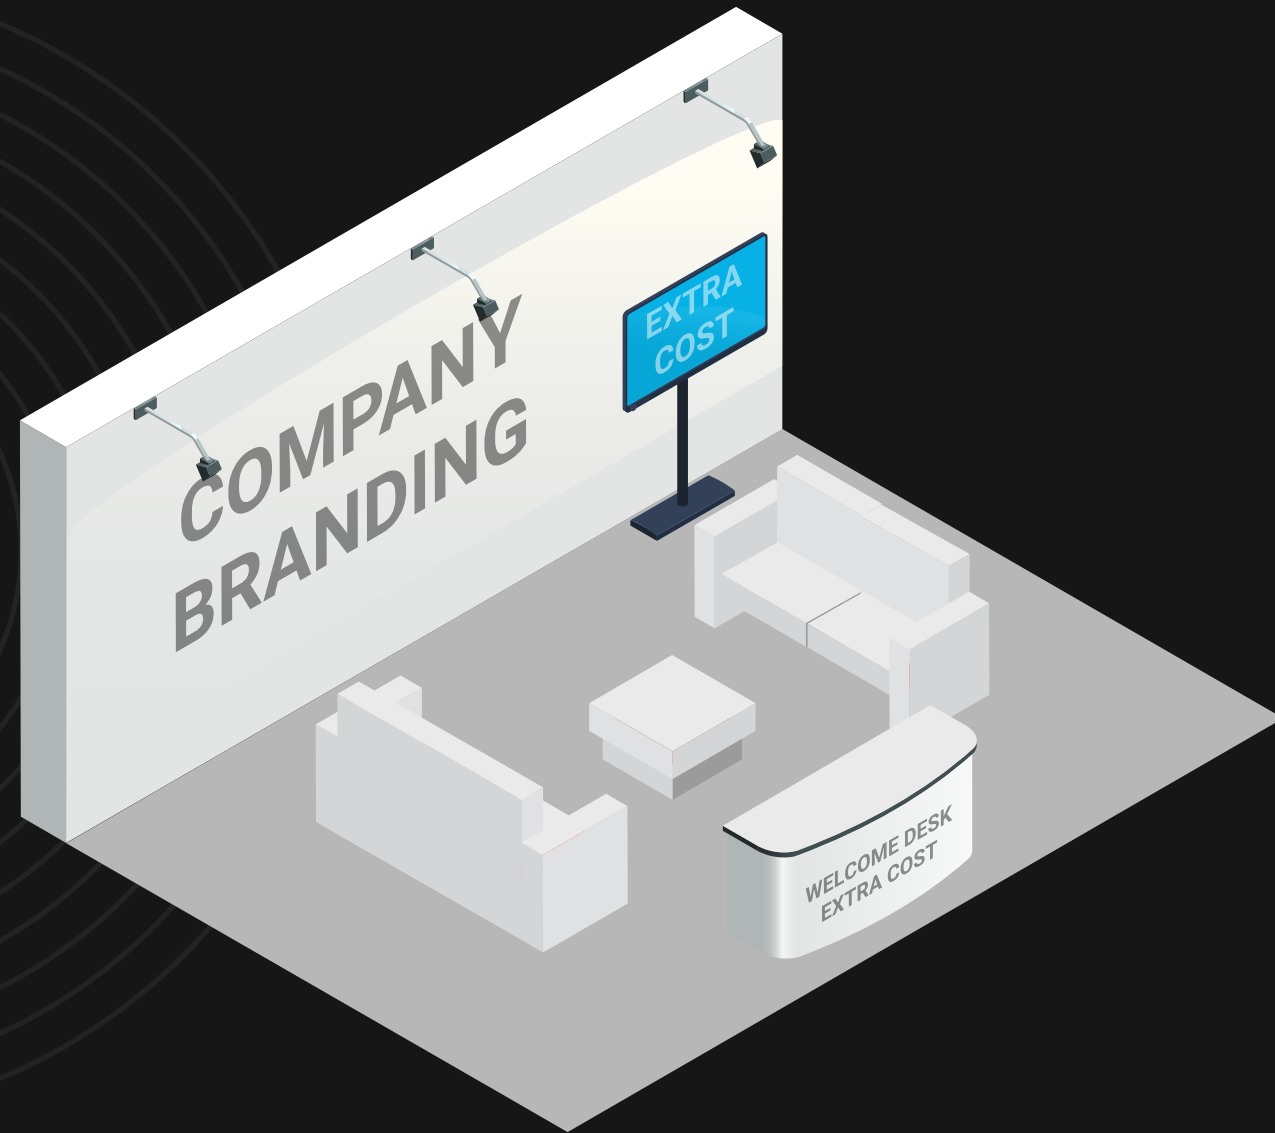 COMPANY
BRANDING
EXTRA
COST
WELCOME DESK
EXTRA COST